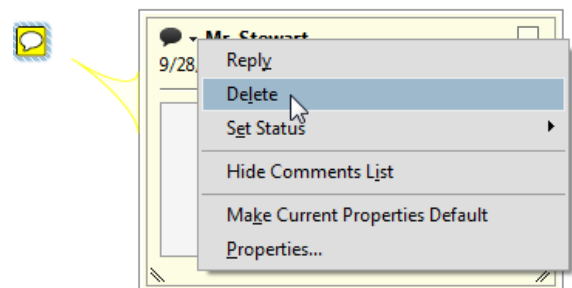 Mr. Stewart
9/28,
Reply
Delete
Set Status
Hide Comments List
Make Current Properties Default
Properties...